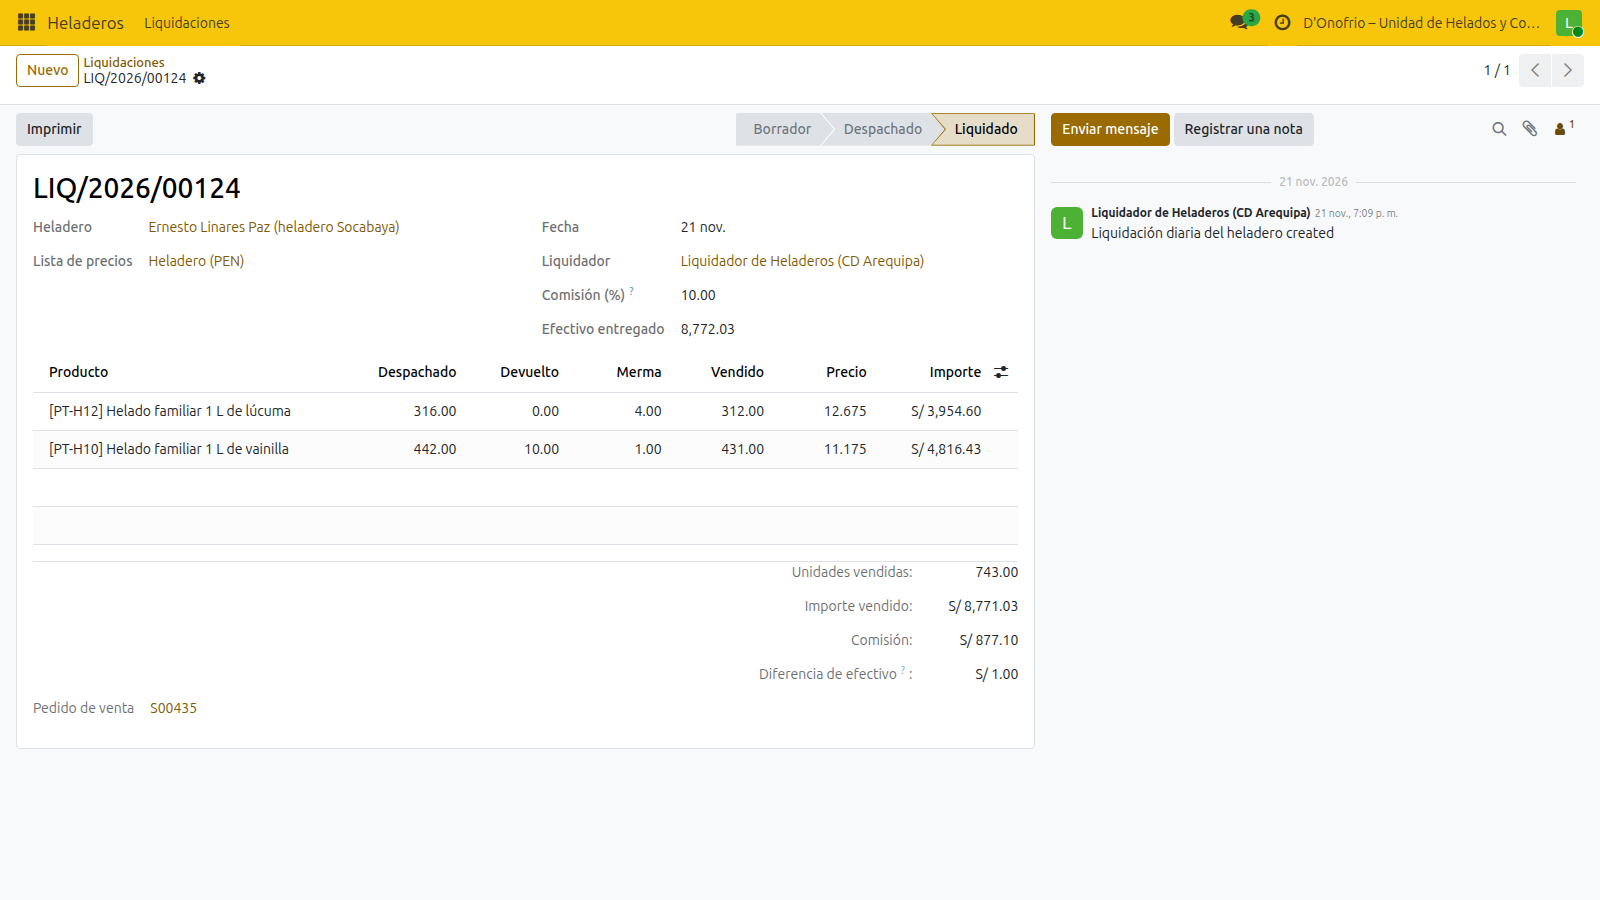 Heladeros
Liquidaciones
3
D'Onofrio – Unidad de Helados y Co...
L
Nuevo
Liquidaciones
LIQ/2026/00124
1 / 1
Imprimir
Borrador
Despachado
Liquidado
Enviar mensaje
Registrar una nota
1
LIQ/2026/00124
Heladero
Ernesto Linares Paz (heladero Socabaya)
Lista de precios
Heladero (PEN)
Fecha
21 nov.
Liquidador
Liquidador de Heladeros (CD Arequipa)
Comisión (%) ?
10.00
Efectivo entregado
8,772.03
Producto Despachado Devuelto Merma Vendido Precio Importe
[PT-H12] Helado familiar 1 L de lúcuma 316.00 0.00 4.00 312.00 12.675 S/ 3,954.60
[PT-H10] Helado familiar 1 L de vainilla 442.00 10.00 1.00 431.00 11.175 S/ 4,816.43
Unidades vendidas: 743.00
Importe vendido: S/ 8,771.03
Comisión: S/ 877.10
Diferencia de efectivo ? : S/ 1.00
Pedido de venta S00435
21 nov. 2026
L
Liquidador de Heladeros (CD Arequipa) 21 nov., 7:09 p. m.
Liquidación diaria del heladero created